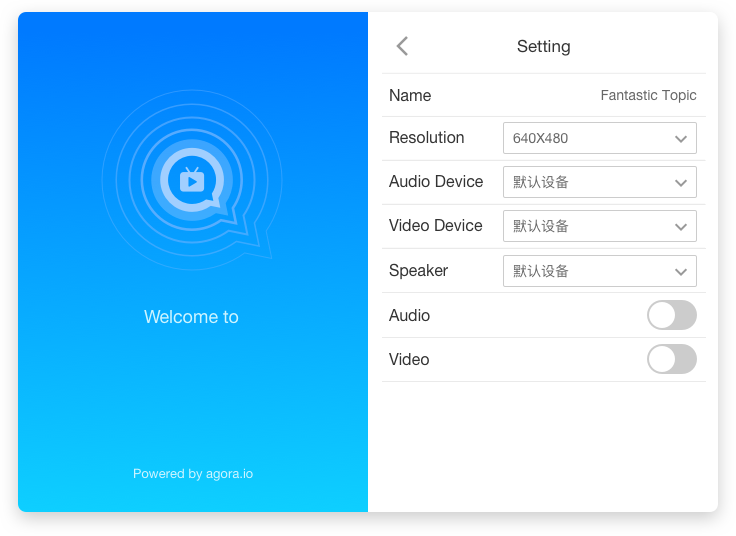 Welcome to
Powered by agora.io
Setting
Name Fantastic Topic
Resolution 640X480
Audio Device 默认设备
Video Device 默认设备
Speaker 默认设备
Audio
Video